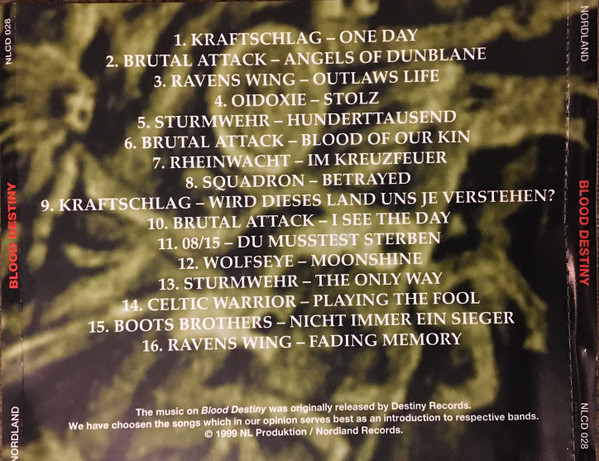 NLCD 028
NORDLAND
1. KRAFTSCHLAG – ONE DAY
2. BRUTAL ATTACK – ANGELS OF DUNBLANE
3. RAVENS WING – OUTLAWS LIFE
4. OIDOXIE – STOLZ
5. STURMWEHR – HUNDERTTAUSEND
6. BRUTAL ATTACK – BLOOD OF OUR KIN
7. RHEINWACHT – IM KREUZFEUER
8. SQUADRON – BETRAYED
9. KRAFTSCHLAG – WIRD DIESES LAND UNS JE VERSTEHEN?
10. BRUTAL ATTACK – I SEE THE DAY
11. 08/15 – DU MUSSTEST STERBEN
12. WOLFSEYE – MOONSHINE
13. STURMWEHR – THE ONLY WAY
14. CELTIC WARRIOR – PLAYING THE FOOL
15. BOOTS BROTHERS – NICHT IMMER EIN SIEGER
16. RAVENS WING – FADING MEMORY
BLOOD DESTINY
BLOOD DESTINY
The music on Blood Destiny was originally released by Destiny Records.
We have choosen the songs which in our opinion serves best as an introduction to respective bands.
© 1999 NL Produktion / Nordland Records.
NORDLAND
NLCD 028